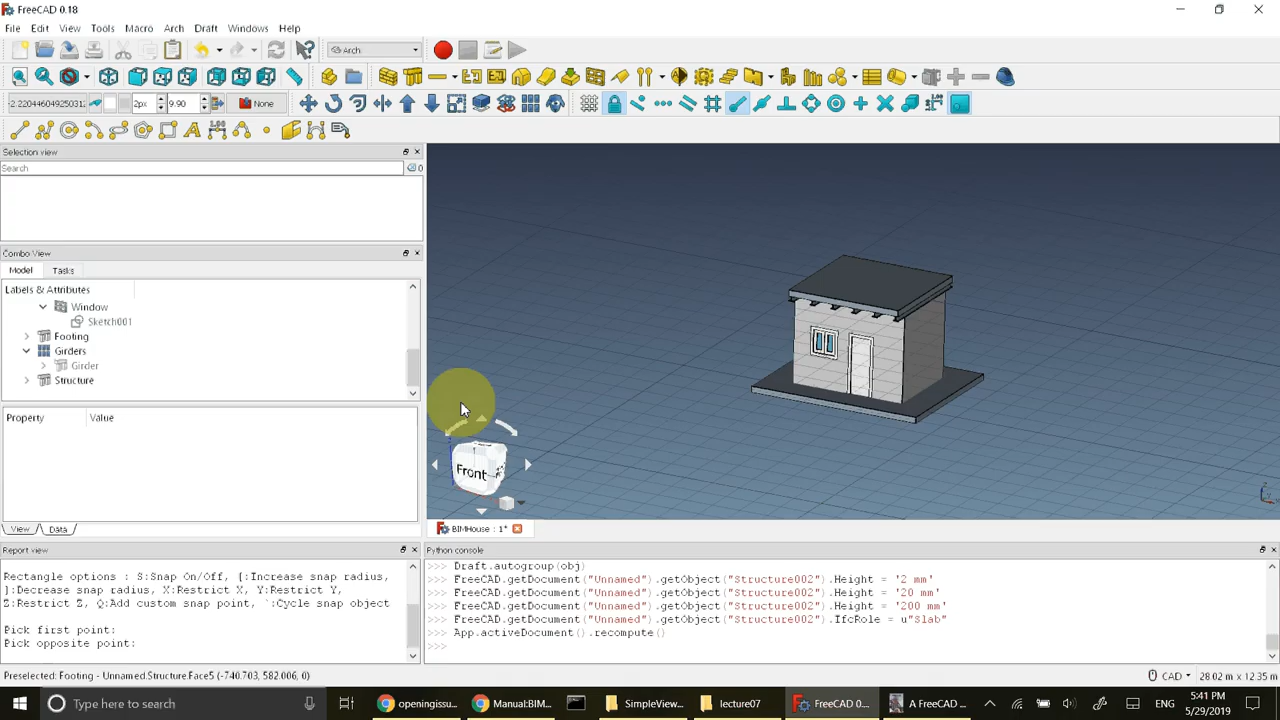 FreeCAD 0.18
File Edit View Tools Macro Arch Draft Windows Help
Arch
-2.22044604925031
2px
9.90
None
Selection view
Search
0
Combo View
Model Tasks
Labels & Attributes
Window
Sketch001
Footing
Girders
Girder
Structure
Property Value
View Data
Front
BIMHouse : 1*
Report view
Rectangle options : S:Snap On/Off, [:Increase snap radius,
]:Decrease snap radius, X:Restrict X, Y:Restrict Y,
Z:Restrict Z, Q:Add custom snap point, `:Cycle snap object
Pick first point:
Pick opposite point:
Python console
>>> Draft.autogroup(obj)
>>> FreeCAD.getDocument("Unnamed").getObject("Structure002").Height = '2 mm'
>>> FreeCAD.getDocument("Unnamed").getObject("Structure002").Height = '20 mm'
>>> FreeCAD.getDocument("Unnamed").getObject("Structure002").Height = '200 mm'
>>> FreeCAD.getDocument("Unnamed").getObject("Structure002").IfcRole = u"Slab"
>>> App.activeDocument().recompute()
>>>
Preselected: Footing - Unnamed.Structure.Face5 (-740.703, 582.006, 0)
CAD
28.02 m x 12.35 m
Type here to search
openingissu...
Manual:BIM...
SimpleView...
lecture07
FreeCAD 0...
A FreeCAD ...
5:41 PM
5/29/2019